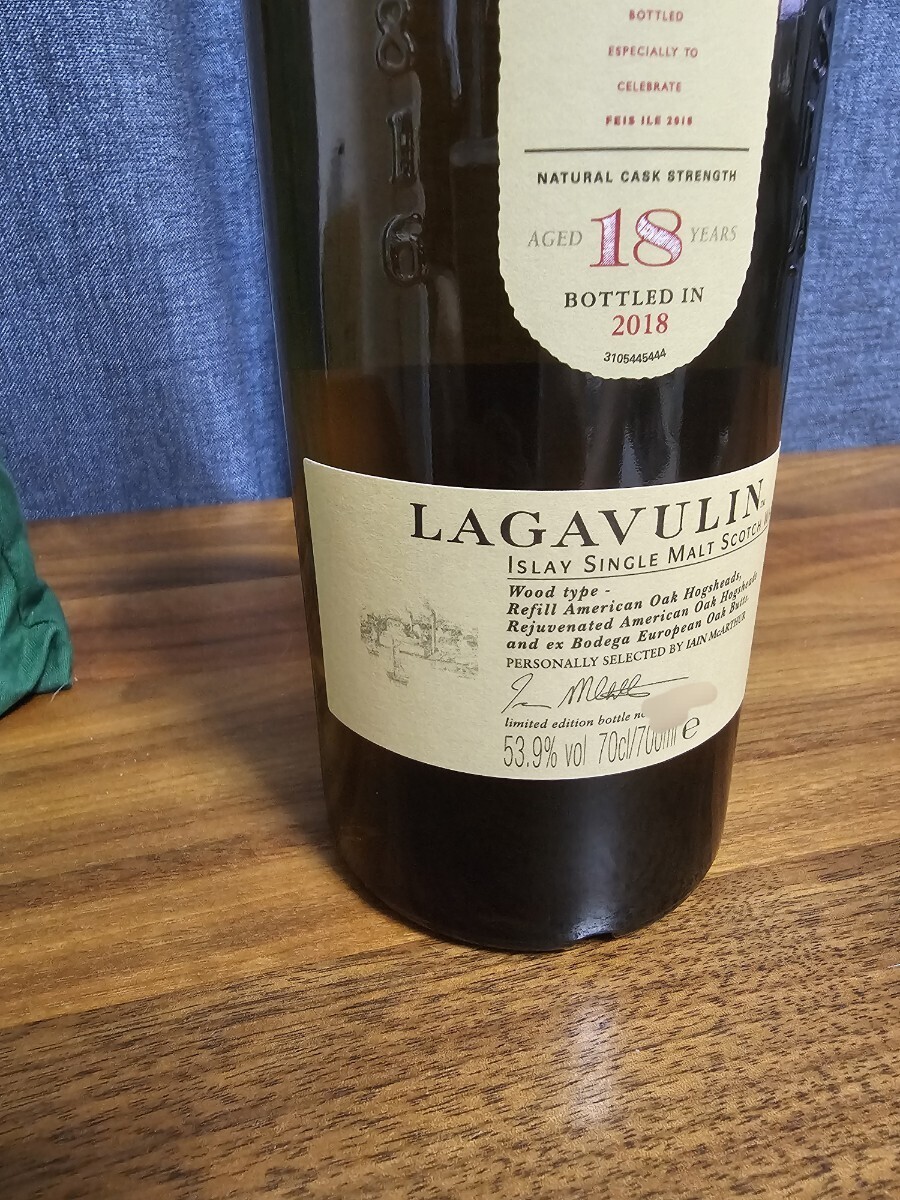 BOTTLED
ESPECIALLY TO
CELEBRATE
FEIS ILE 2018
NATURAL CASK STRENGTH
AGED 18 YEARS
BOTTLED IN
2018
3105445444
1816
LAGAVULIN
ISLAY SINGLE MALT SCOTCH
Wood type -
Refill American Oak Hogsheads,
Rejuvenated American Oak Hogsheads
and ex Bodega European Oak Butts.
PERSONALLY SELECTED BY IAIN McARTHUR
limited edition bottle
53.9% vol 70cl/700ml e